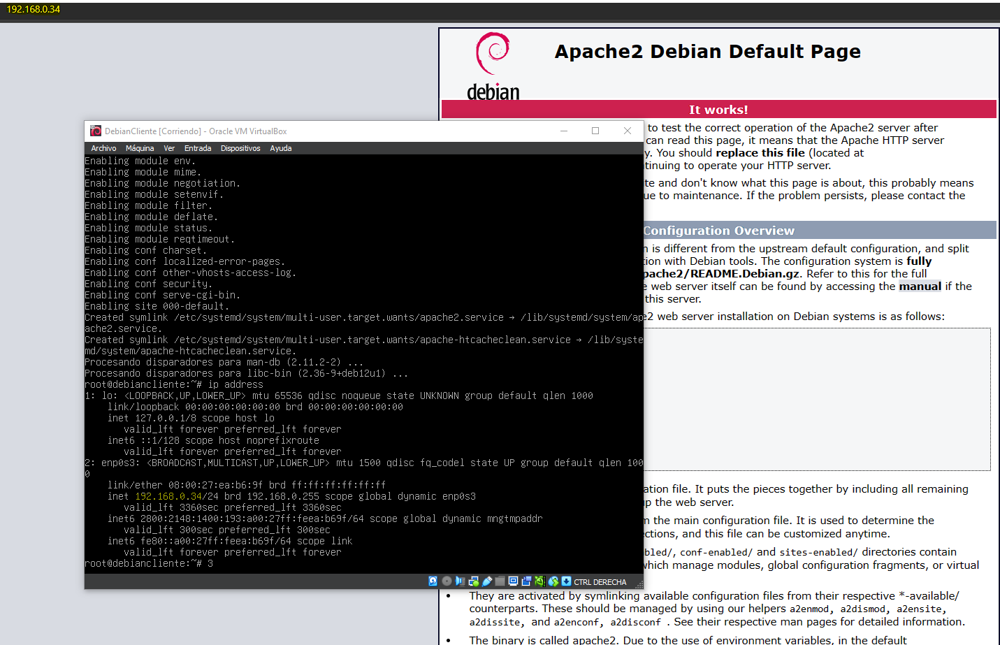 192.168.0.34
Apache2 Debian Default Page
debian
It works!
to test the correct operation of the Apache2 server after
can read this page, it means that the Apache HTTP server
y. You should replace this file (located at
tinuing to operate your HTTP server.
te and don't know what this page is about, this probably means
ue to maintenance. If the problem persists, please contact the
Configuration Overview
n is different from the upstream default configuration, and split
tion with Debian tools. The configuration system is fully
pache2/README.Debian.gz. Refer to this for the full
e web server itself can be found by accessing the manual if the
this server.
e2 web server installation on Debian systems is as follows:
ation file. It puts the pieces together by including all remaining
up the web server.
m the main configuration file. It is used to determine the
ections, and this file can be customized anytime.
bled/, conf-enabled/ and sites-enabled/ directories contain
which manage modules, global configuration fragments, or virtual
• They are activated by symlinking available configuration files from their respective *-available/
counterparts. These should be managed by using our helpers a2enmod, a2dismod, a2ensite,
a2dissite, and a2enconf, a2disconf . See their respective man pages for detailed information.
• The binary is called apache2. Due to the use of environment variables, in the default
DebianCliente [Corriendo] - Oracle VM VirtualBox
Archivo Máquina Ver Entrada Dispositivos Ayuda
Enabling module env.
Enabling module mime.
Enabling module negotiation.
Enabling module setenvif.
Enabling module filter.
Enabling module deflate.
Enabling module status.
Enabling module reqtimeout.
Enabling conf charset.
Enabling conf localized-error-pages.
Enabling conf other-vhosts-access-log.
Enabling conf security.
Enabling conf serve-cgi-bin.
Enabling site 000-default.
Created symlink /etc/systemd/system/multi-user.target.wants/apache2.service → /lib/systemd/system/ap
ache2.service.
Created symlink /etc/systemd/system/multi-user.target.wants/apache-htcacheclean.service → /lib/syste
md/system/apache-htcacheclean.service.
Procesando disparadores para man-db (2.11.2-2) ...
Procesando disparadores para libc-bin (2.36-9+deb12u1) ...
root@debiancliente:~# ip address
1: lo: <LOOPBACK,UP,LOWER_UP> mtu 65536 qdisc noqueue state UNKNOWN group default qlen 1000
link/loopback 00:00:00:00:00:00 brd 00:00:00:00:00:00
inet 127.0.0.1/8 scope host lo
valid_lft forever preferred_lft forever
inet6 ::1/128 scope host noprefixroute
valid_lft forever preferred_lft forever
2: enp0s3: <BROADCAST,MULTICAST,UP,LOWER_UP> mtu 1500 qdisc fq_codel state UP group default qlen 100
0
link/ether 08:00:27:ea:b6:9f brd ff:ff:ff:ff:ff:ff
inet 192.168.0.34/24 brd 192.168.0.255 scope global dynamic enp0s3
valid_lft 3360sec preferred_lft 3360sec
inet6 2800:2148:1400:193:a00:27ff:feea:b69f/64 scope global dynamic mngtmpaddr
valid_lft 300sec preferred_lft 300sec
inet6 fe80::a00:27ff:feea:b69f/64 scope link
valid_lft forever preferred_lft forever
root@debiancliente:~# 3
CTRL DERECHA